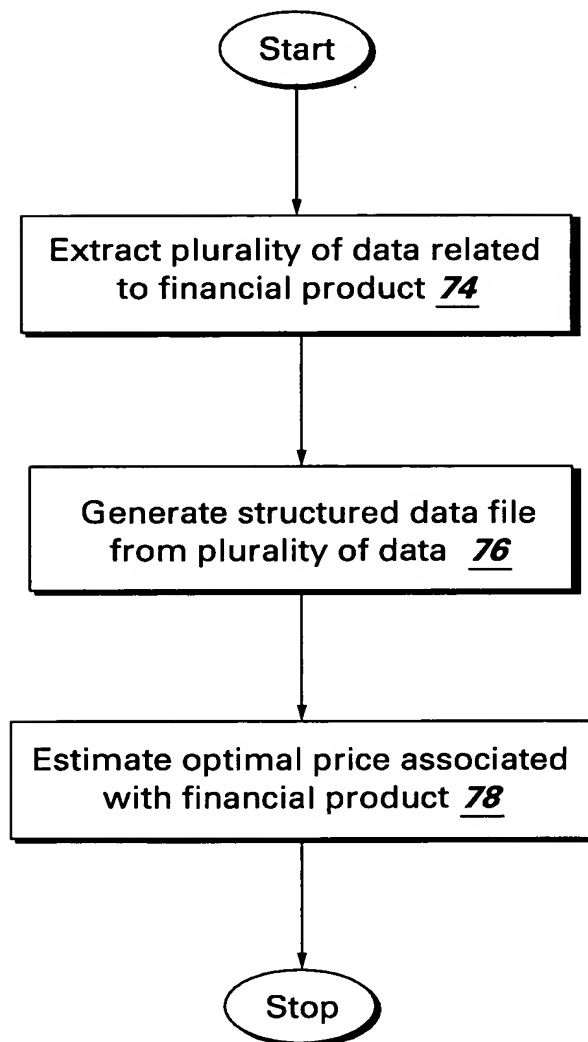 Start
Extract plurality of data related
to financial product 74
Generate structured data file
from plurality of data 76
Estimate optimal price associated
with financial product 78
Stop